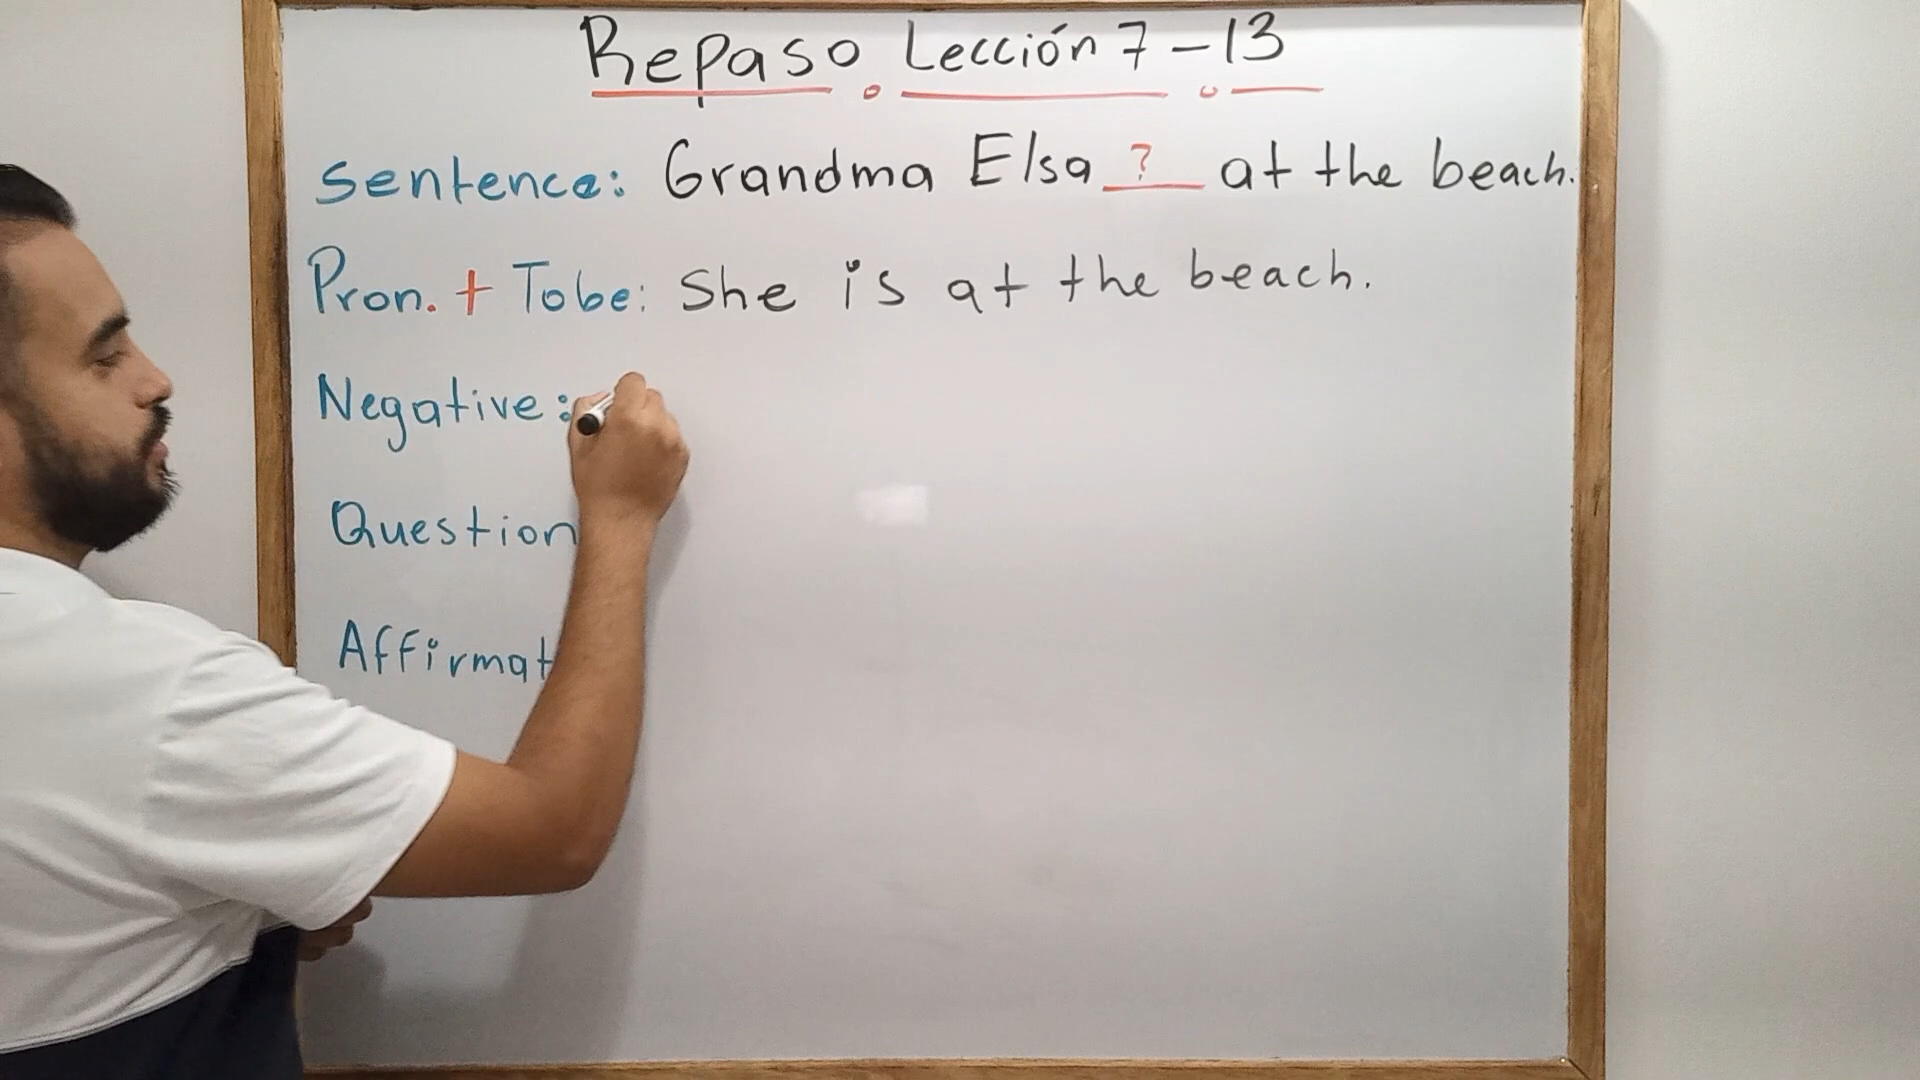 Repaso Lección 7-13
Sentence: Grandma Elsa ? at the beach.
Pron. + Tobe: She is at the beach.
Negative:
Question
Affirmat